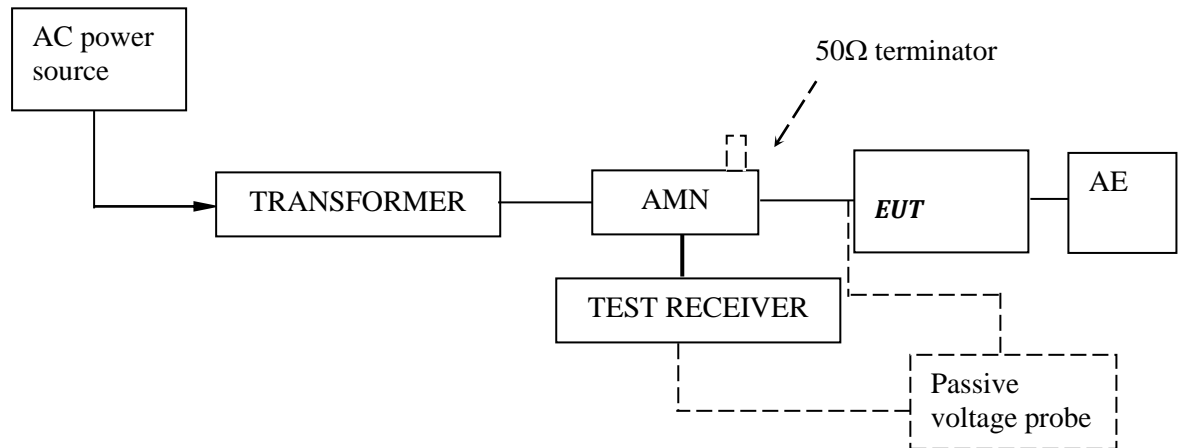 AC power
source
50Ω terminator
TRANSFORMER
AMN
EUT
AE
TEST RECEIVER
Passive
voltage probe